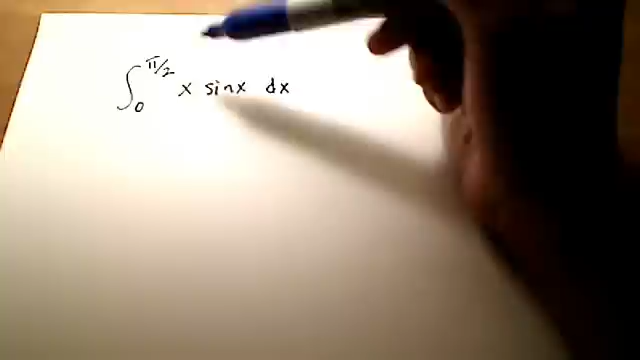 ∫₀^π/2 x sinx dx